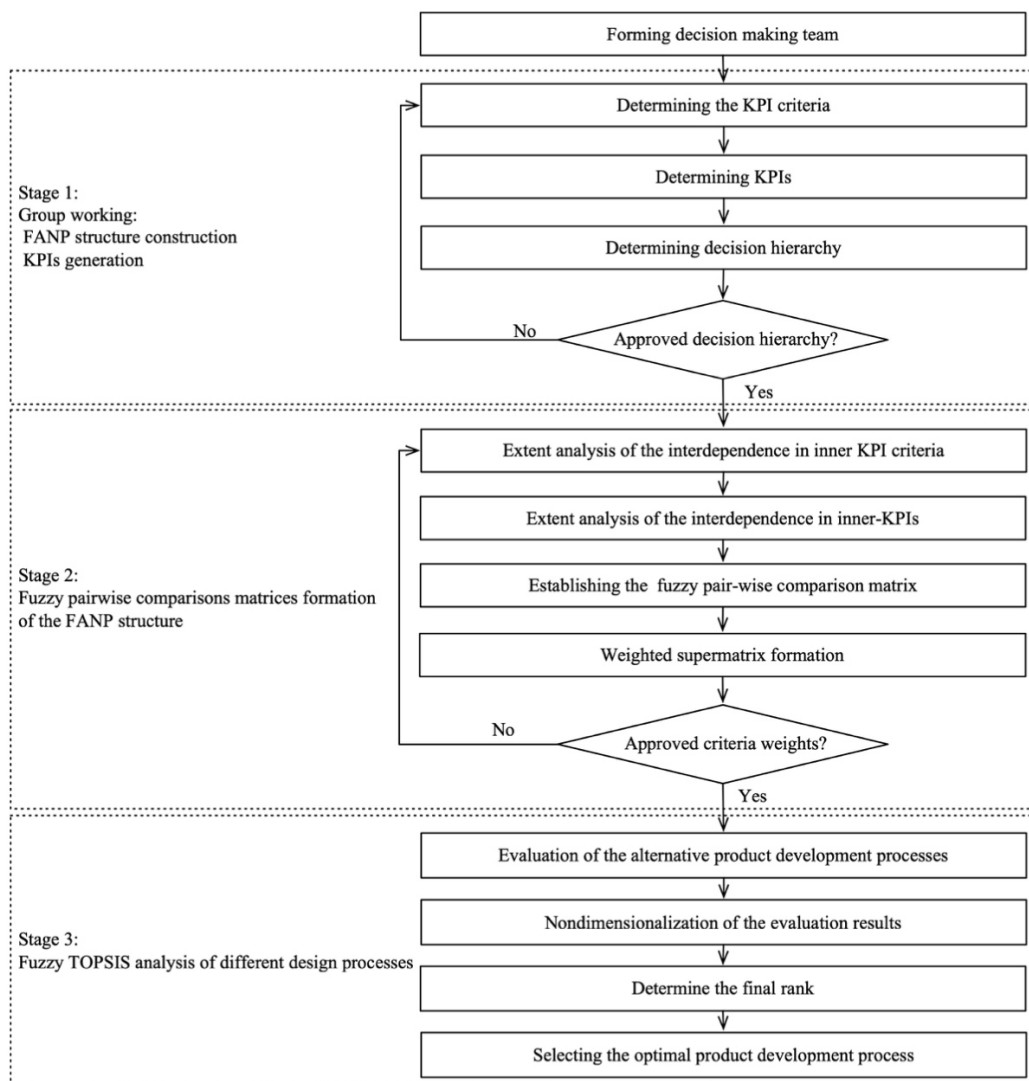 Forming decision making team
Determining the KPI criteria
Determining KPIs
Stage 1:
Group working:
FANP structure construction
KPIs generation
Determining decision hierarchy
No
Approved decision hierarchy?
Yes
Extent analysis of the interdependence in inner KPI criteria
Extent analysis of the interdependence in inner-KPIs
Stage 2:
Fuzzy pairwise comparisons matrices formation
of the FANP structure
Establishing the fuzzy pair-wise comparison matrix
Weighted supermatrix formation
No
Approved criteria weights?
Yes
Evaluation of the alternative product development processes
Nondimensionalization of the evaluation results
Stage 3:
Fuzzy TOPSIS analysis of different design processes
Determine the final rank
Selecting the optimal product development process